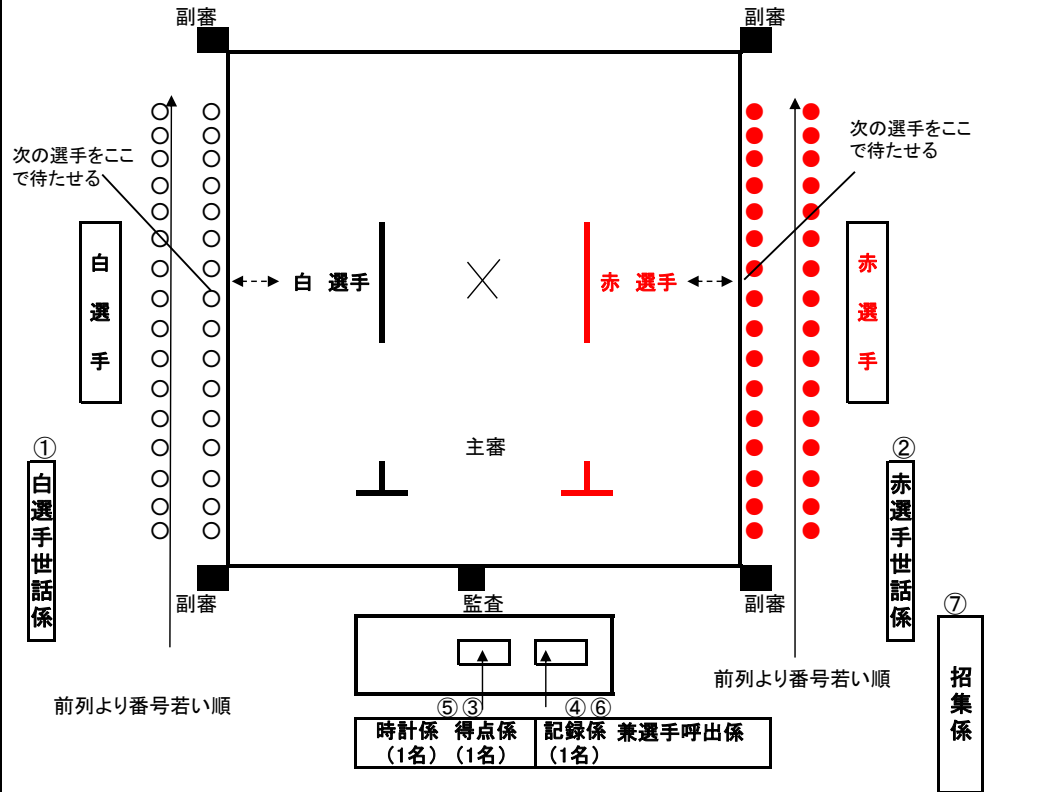 副審
副審
次の選手をここ
で待たせる
次の選手をここ
で待たせる
白選手
白 選手
赤 選手
赤選手
主審
①
白選手世話係
②
赤選手世話係
副審
監査
副審
⑦
招集係
前列より番号若い順
前列より番号若い順
⑤③
④⑥
時計係 得点係
（1名）（1名）
記録係 兼選手呼出係
（1名）